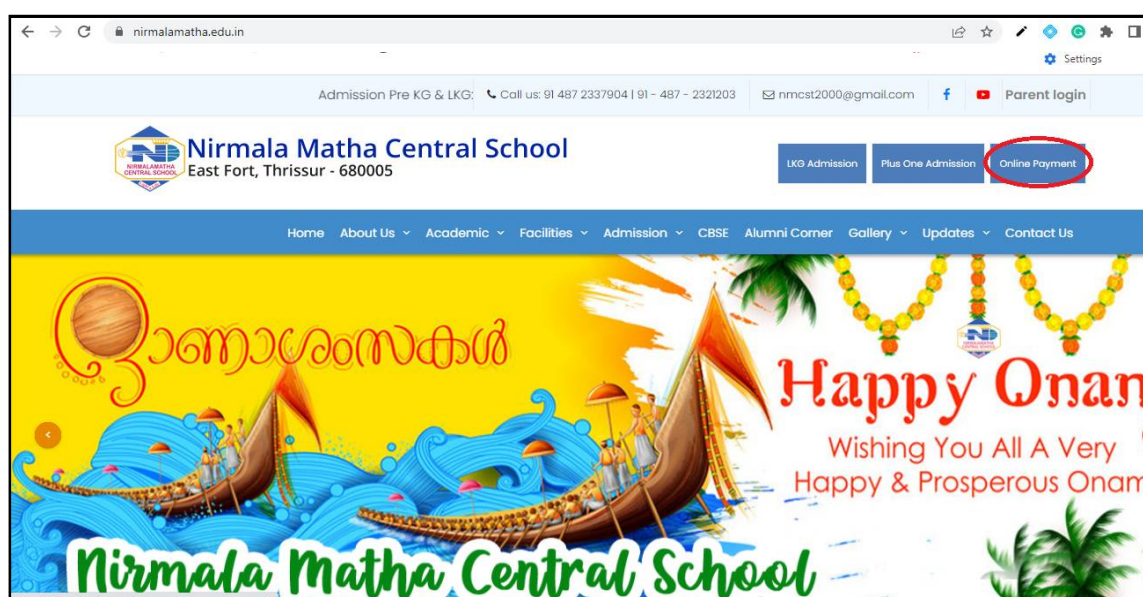 nirmalamatha.edu.in
Settings
Admission Pre KG & LKG: Call us: 91 487 2337904 | 91 - 487 - 2321203 nmcst2000@gmail.com Parent login
Nirmala Matha Central School
East Fort, Thrissur - 680005
NIRMALAMATHA
CENTRAL SCHOOL
LKG Admission Plus One Admission Online Payment
Home About Us Academic Facilities Admission CBSE Alumni Corner Gallery Updates Contact Us
ഓണാശംസകൾ
Happy Onam
Wishing You All A Very
Happy & Prosperous Onam
Nirmala Matha Central School